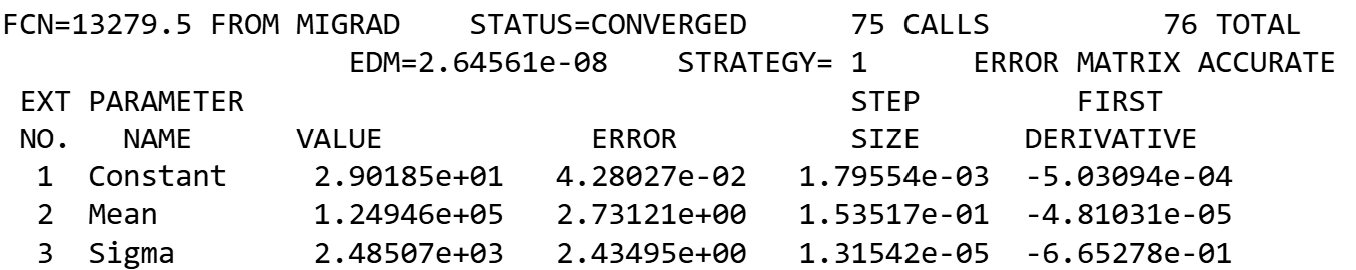 FCN=13279.5 FROM MIGRAD    STATUS=CONVERGED      75 CALLS          76 TOTAL
                    EDM=2.64561e-08    STRATEGY= 1      ERROR MATRIX ACCURATE
 EXT PARAMETER                                   STEP         FIRST
 NO.   NAME      VALUE            ERROR          SIZE      DERIVATIVE
  1  Constant     2.90185e+01   4.28027e-02   1.79554e-03  -5.03094e-04
  2  Mean         1.24946e+05   2.73121e+00   1.53517e-01  -4.81031e-05
  3  Sigma        2.48507e+03   2.43495e+00   1.31542e-05  -6.65278e-01